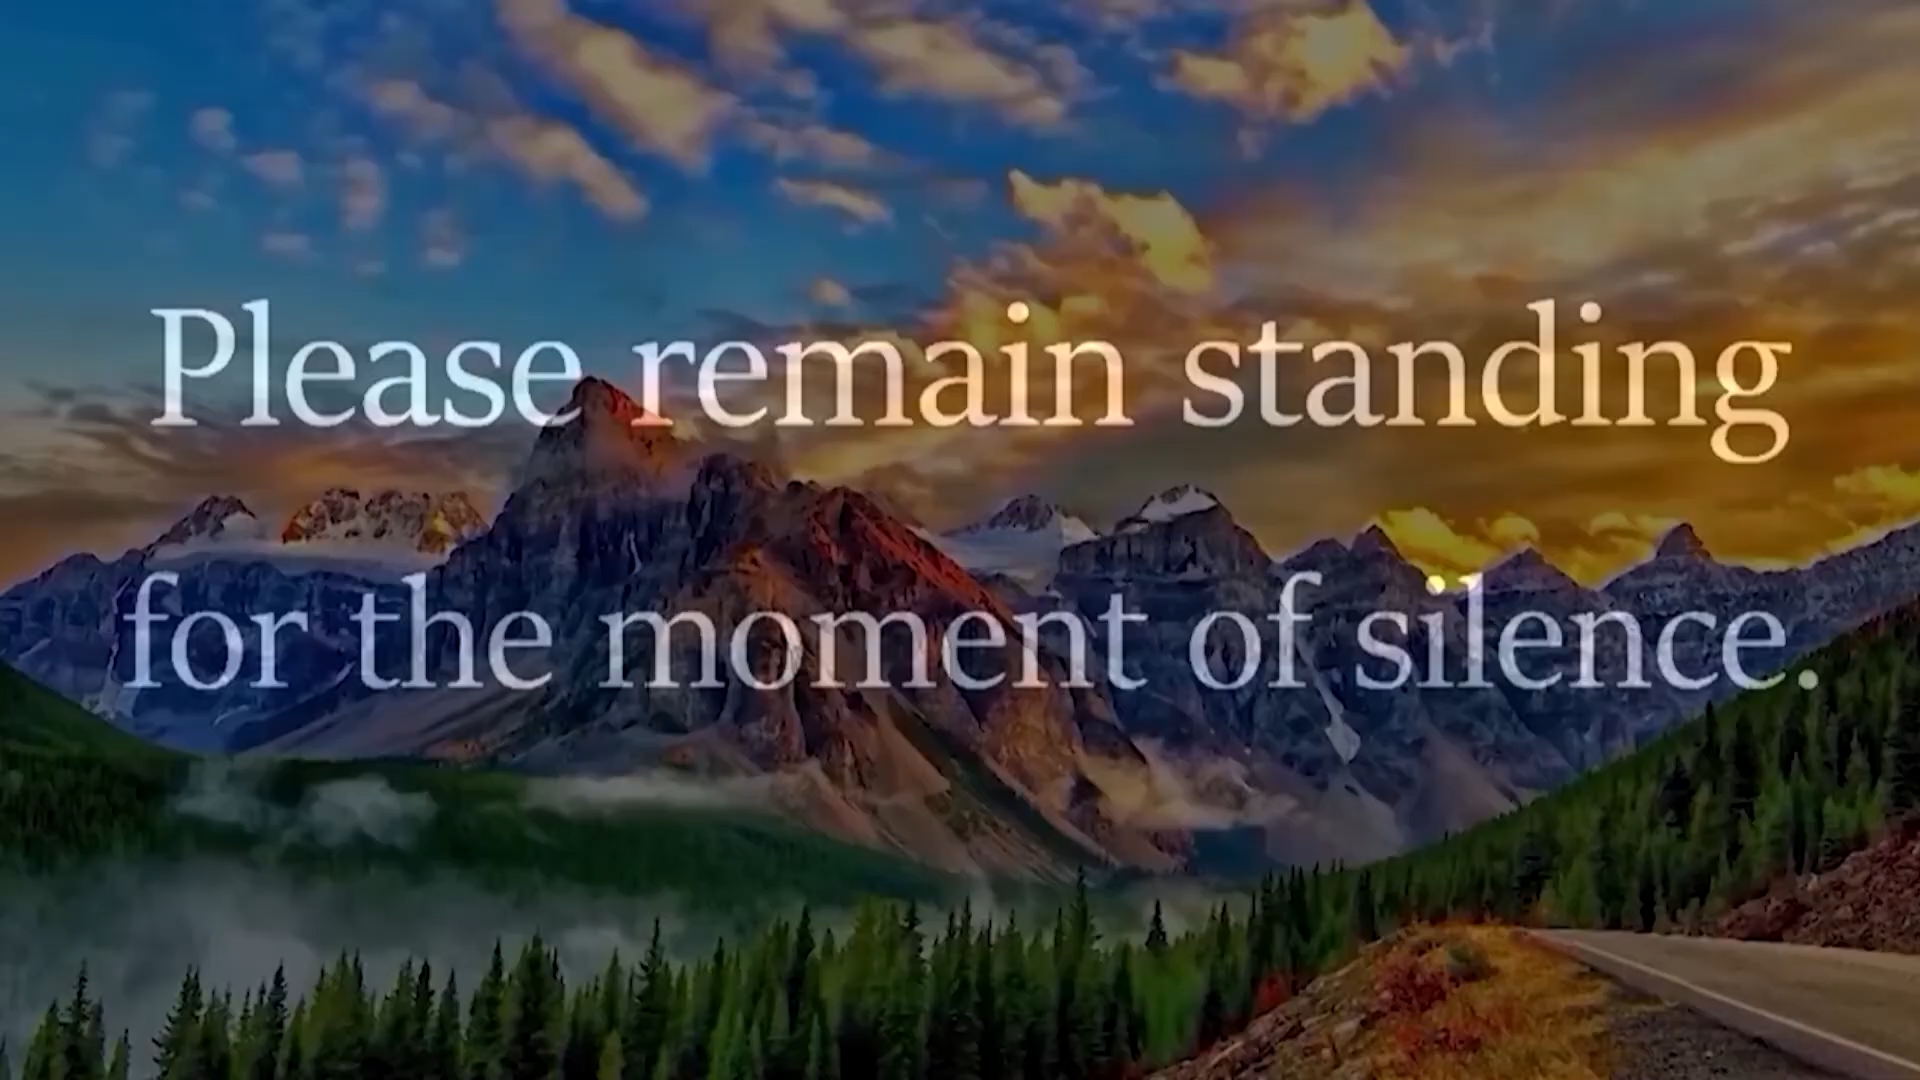 Please remain standing
for the moment of silence.